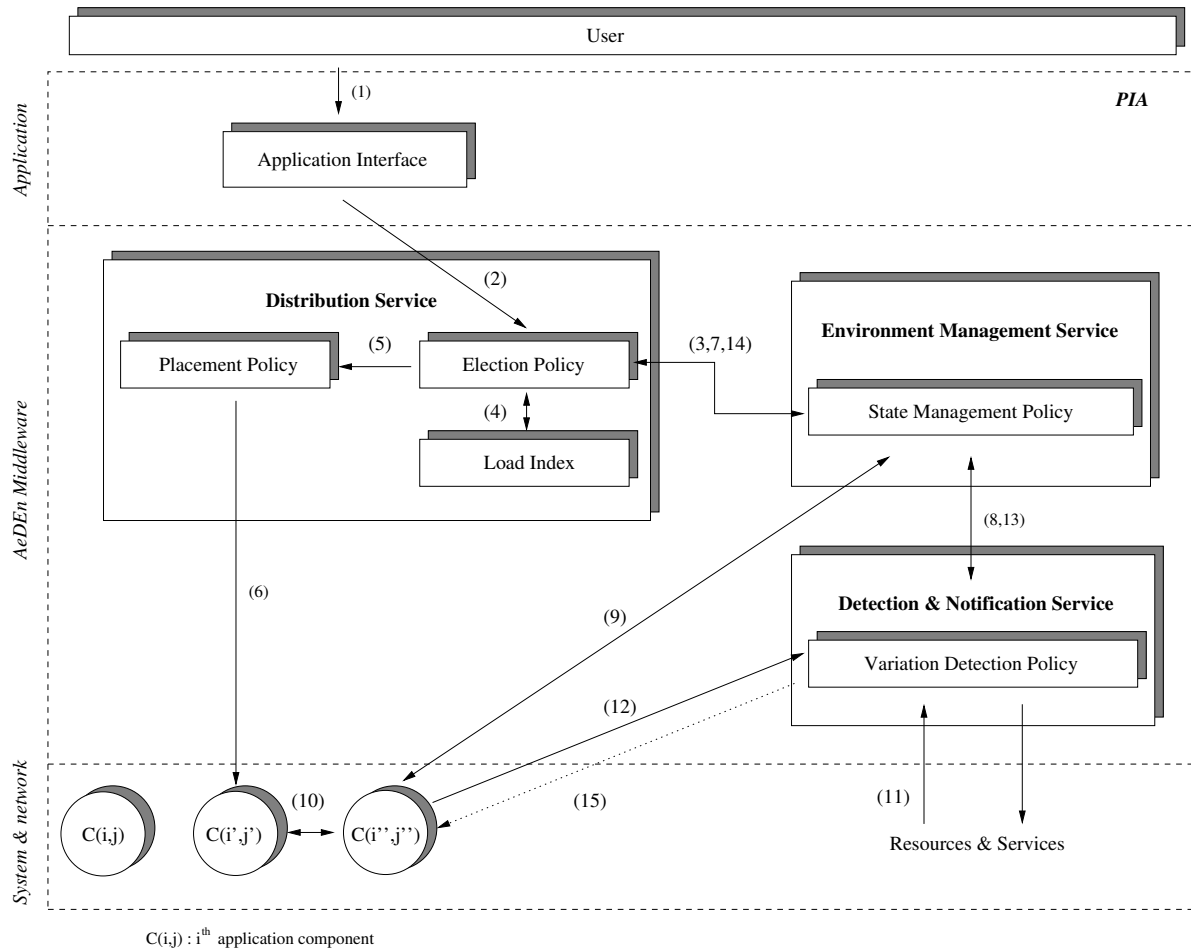 User
(1)
PIA
Application
Application Interface
(2)
Distribution Service
Environment Management Service
(5)
(3,7,14)
Placement Policy
Election Policy
State Management Policy
(4)
Load Index
AeDEn Middleware
(8,13)
(6)
Detection & Notification Service
(9)
Variation Detection Policy
(12)
System & network
(10)
(15)
(11)
C(i,j)
C(i',j')
C(i'',j'')
Resources & Services
C(i,j) : i th application component